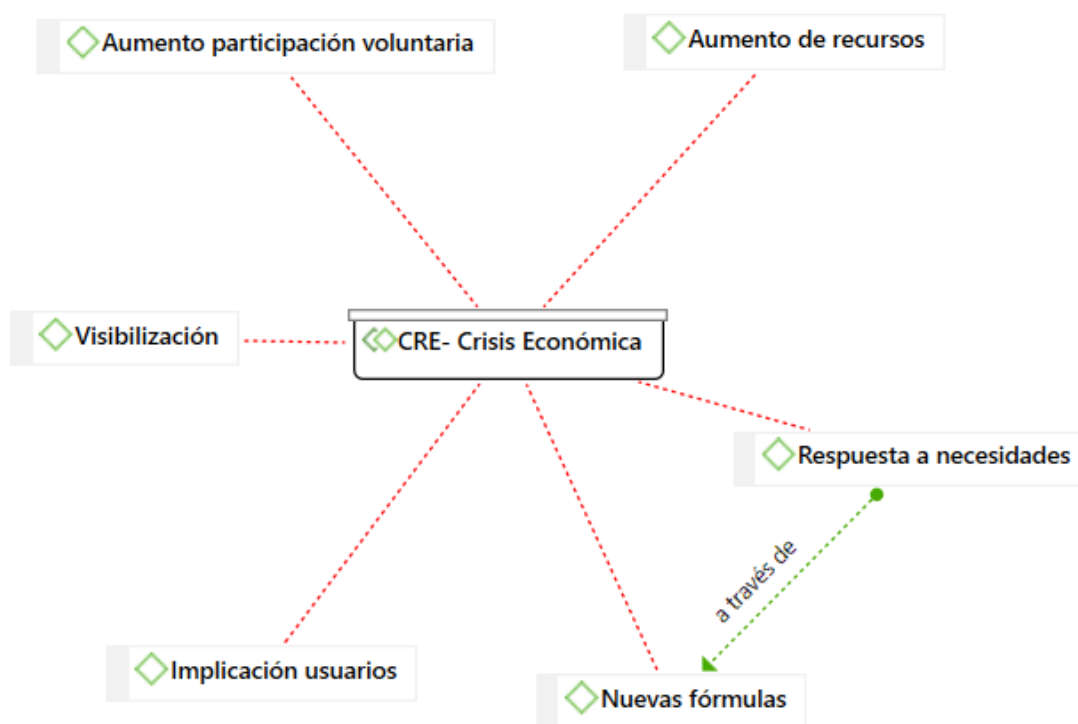 Aumento participación voluntaria
Aumento de recursos
Visibilización
CRE- Crisis Económica
Respuesta a necesidades
a través de
Implicación usuarios
Nuevas fórmulas